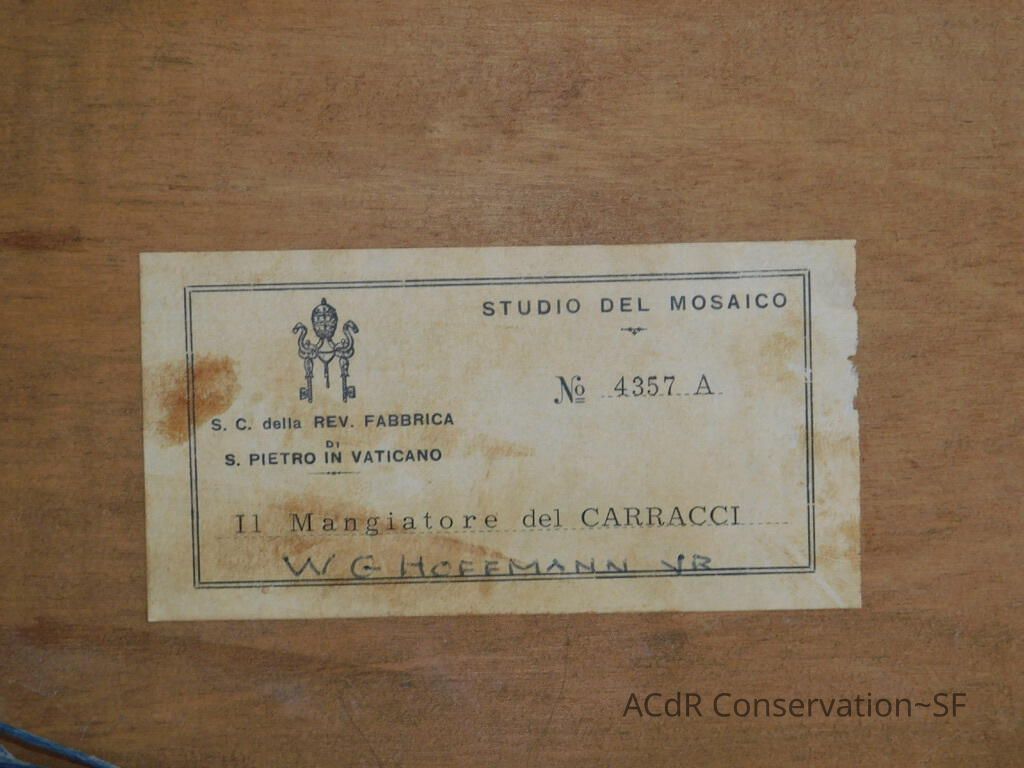 STUDIO DEL MOSAICO
Nº 4357 A
S. C. della REV. FABBRICA
DI
S. PIETRO IN VATICANO
Il Mangiatore del CARRACCI
W G HOFFMANN JR
ACdR Conservation~SF